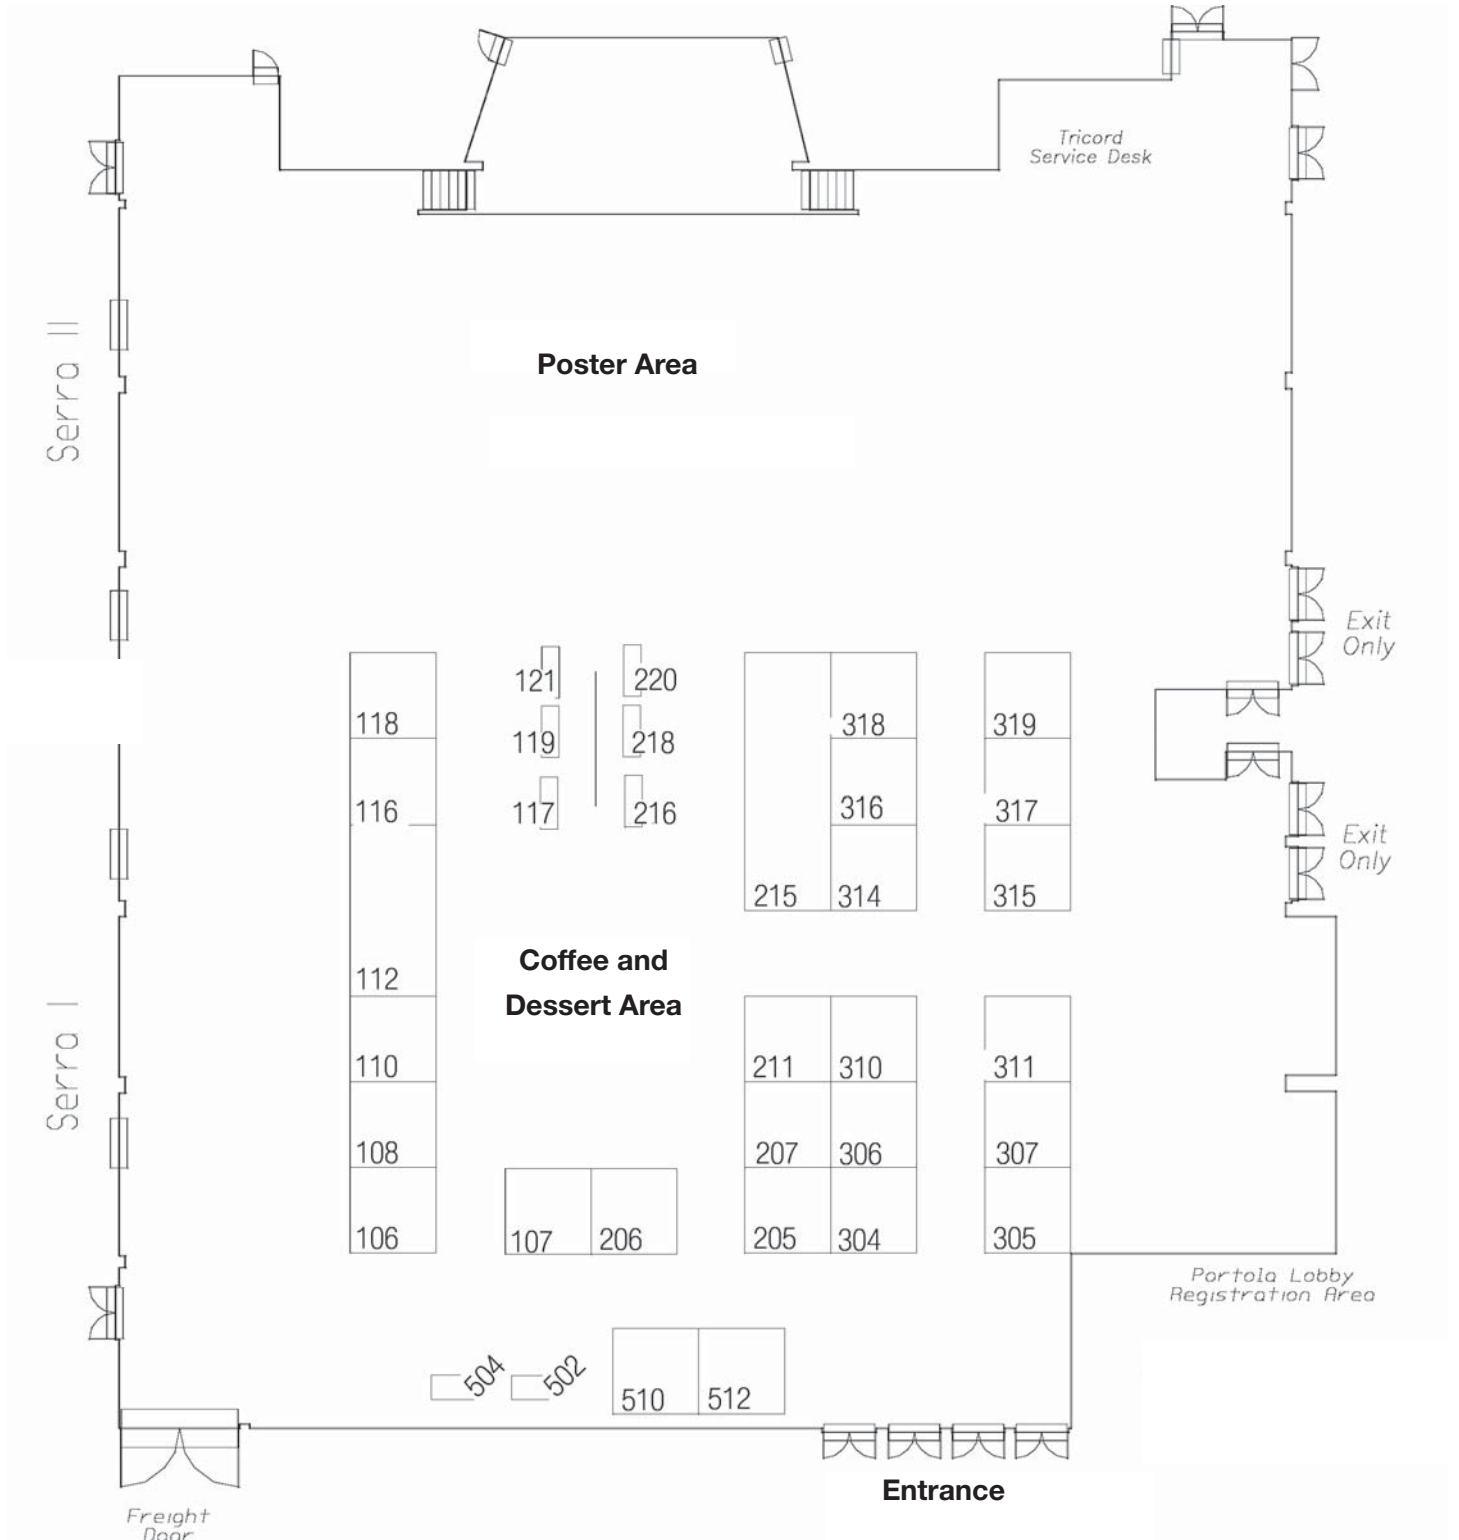 Tricord
Service Desk
Serra II
Poster Area
Exit
Only
121
220
118
119
218
318
319
116
117
216
316
317
Exit
Only
215
314
315
Coffee and
Dessert Area
112
Serra I
110
211
310
311
108
207
306
307
106
107
206
205
304
305
Portola Lobby
Registration Area
504
502
510
512
Entrance
Freight
Door